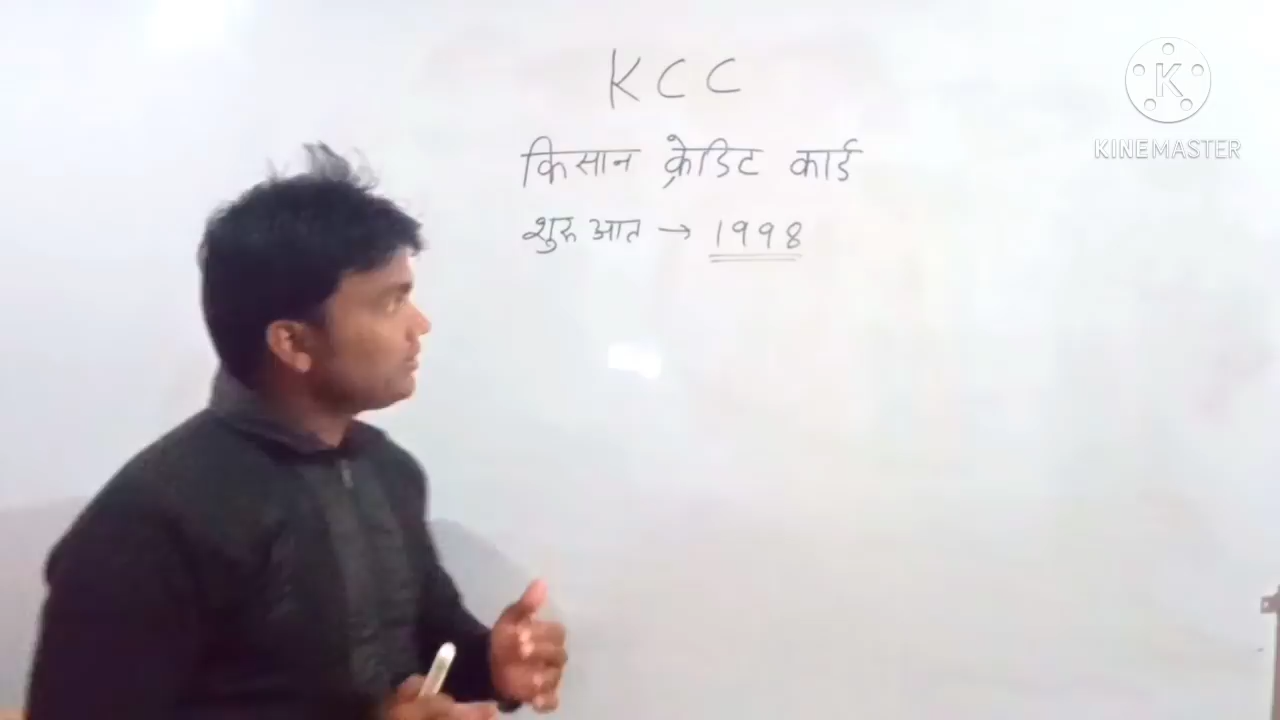 KCC
किसान क्रेडिट कार्ड
शुरुआत → 1998
K
KINEMASTER